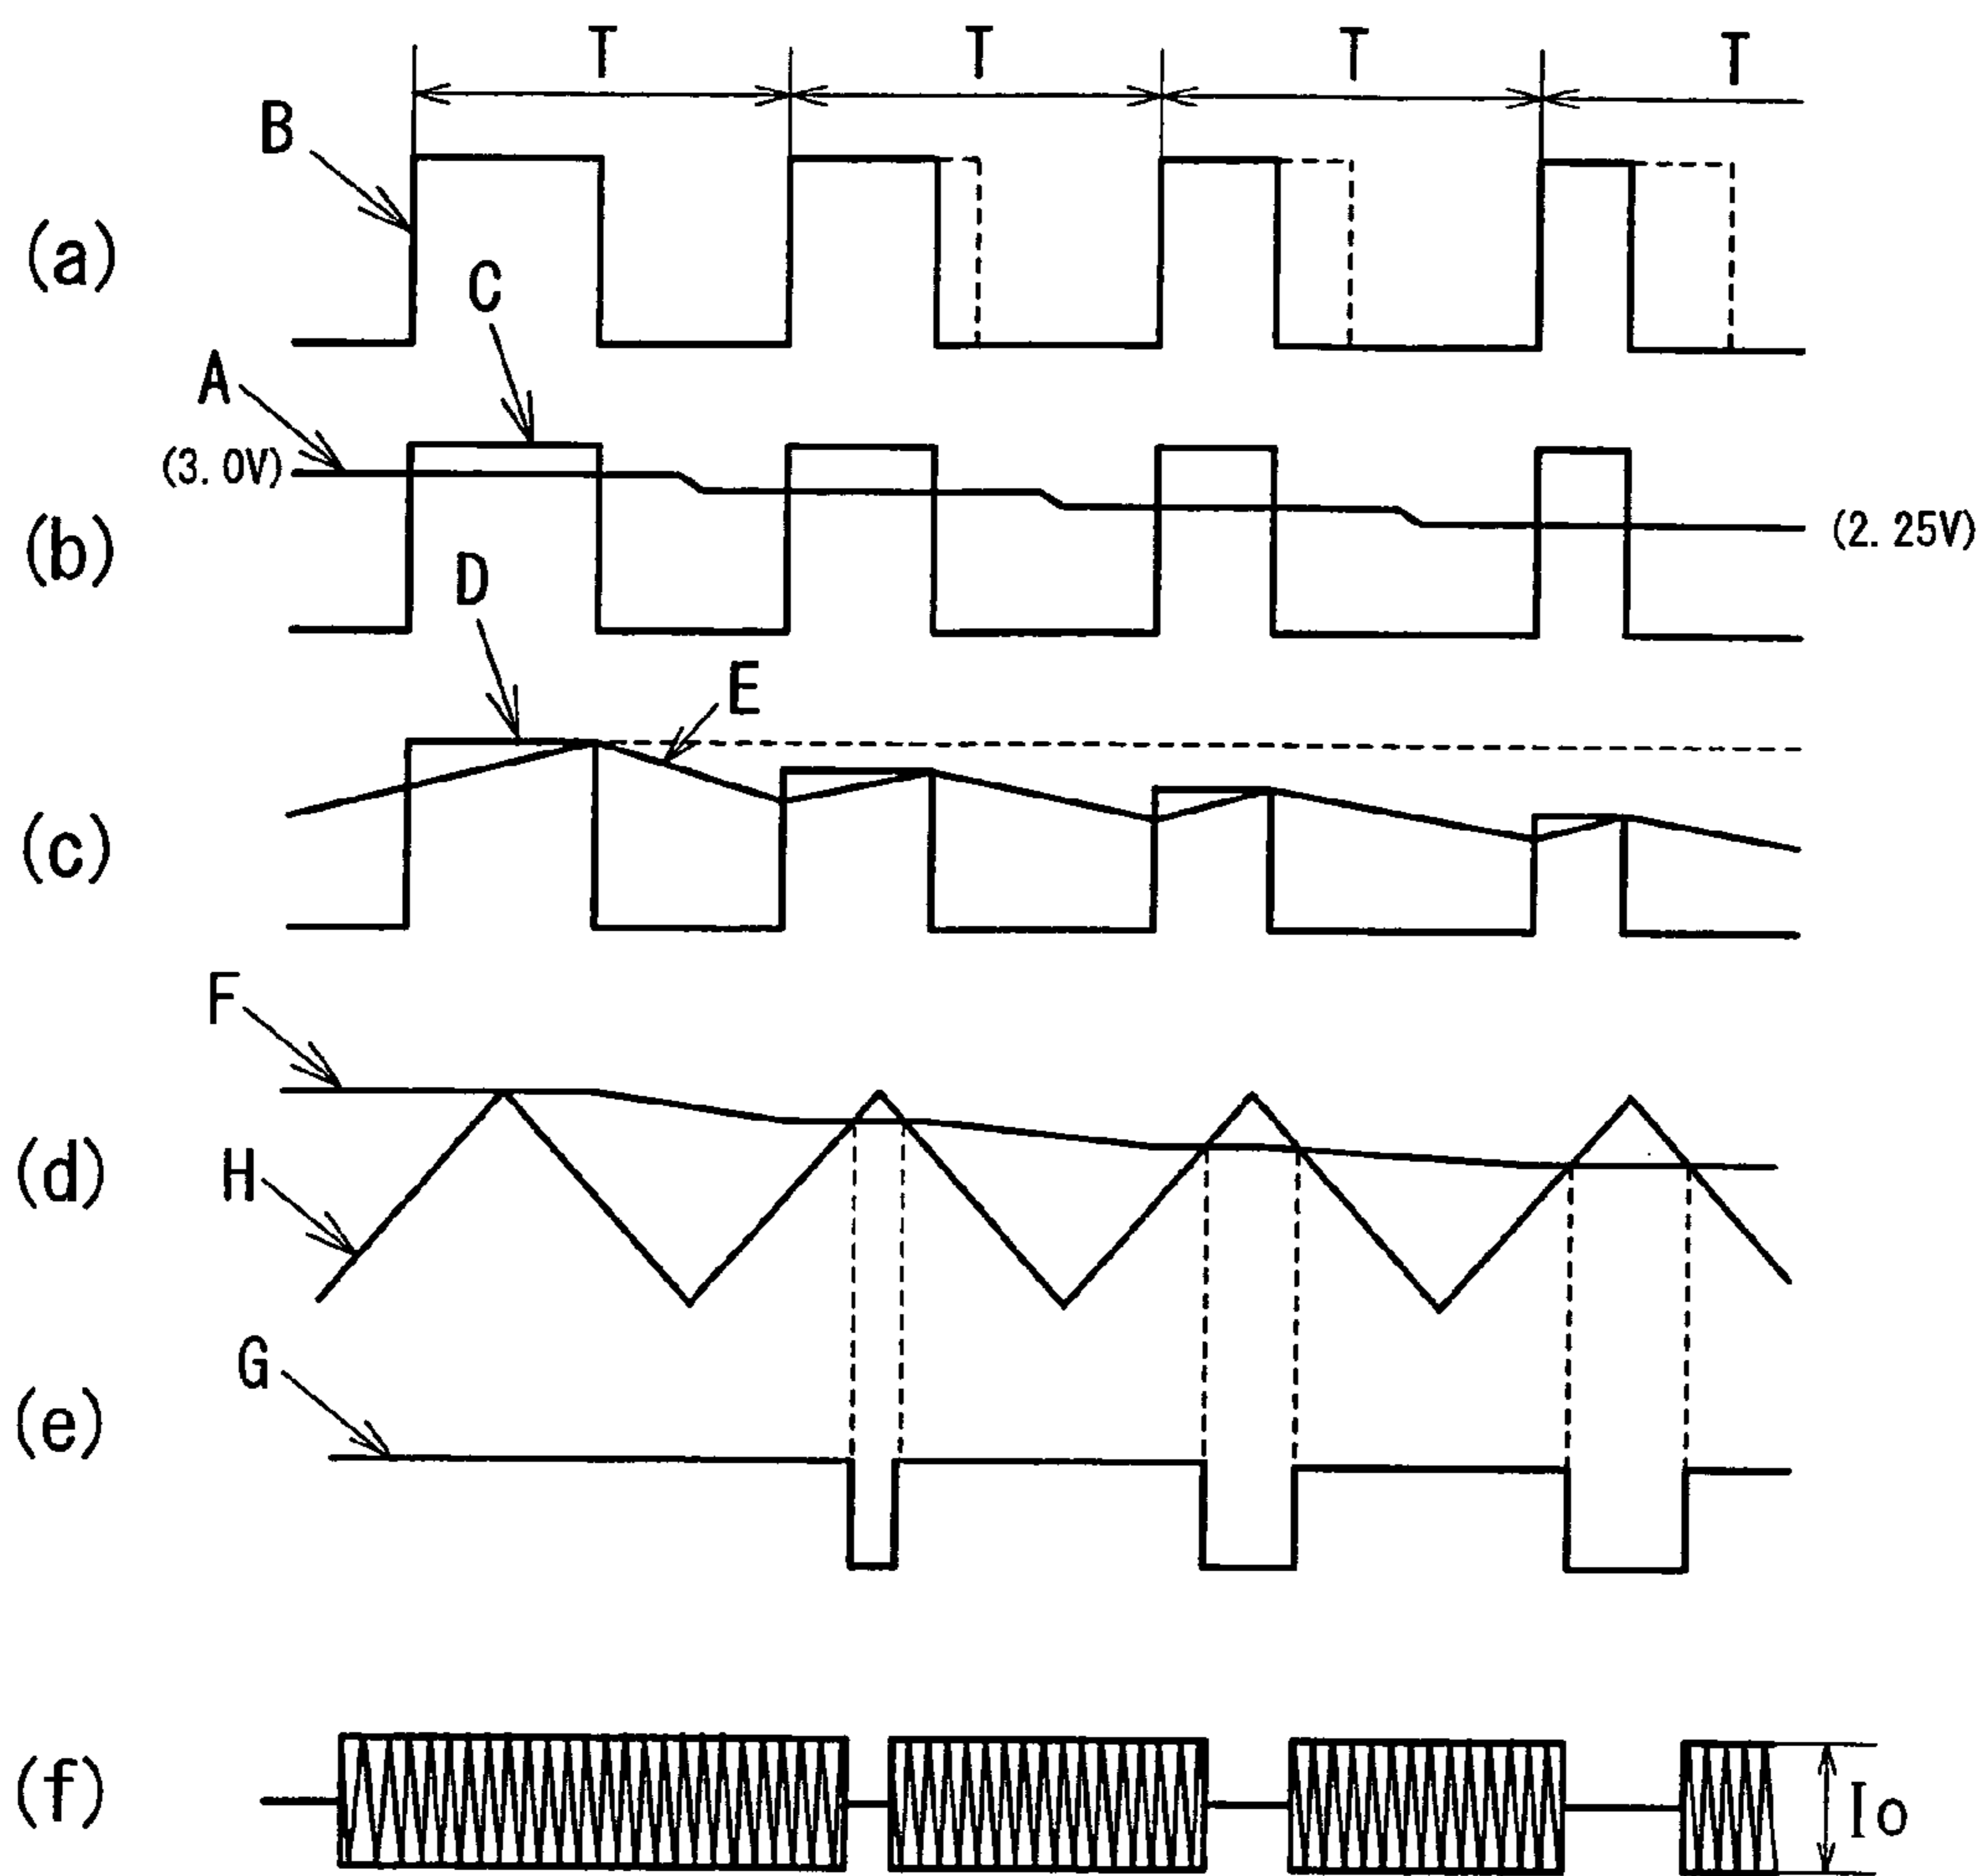 T T T T
B
(a)
C
A
(3.0V)
(b)
(2.25V)
D
E
(c)
F
(d)
H
G
(e)
(f)
Io